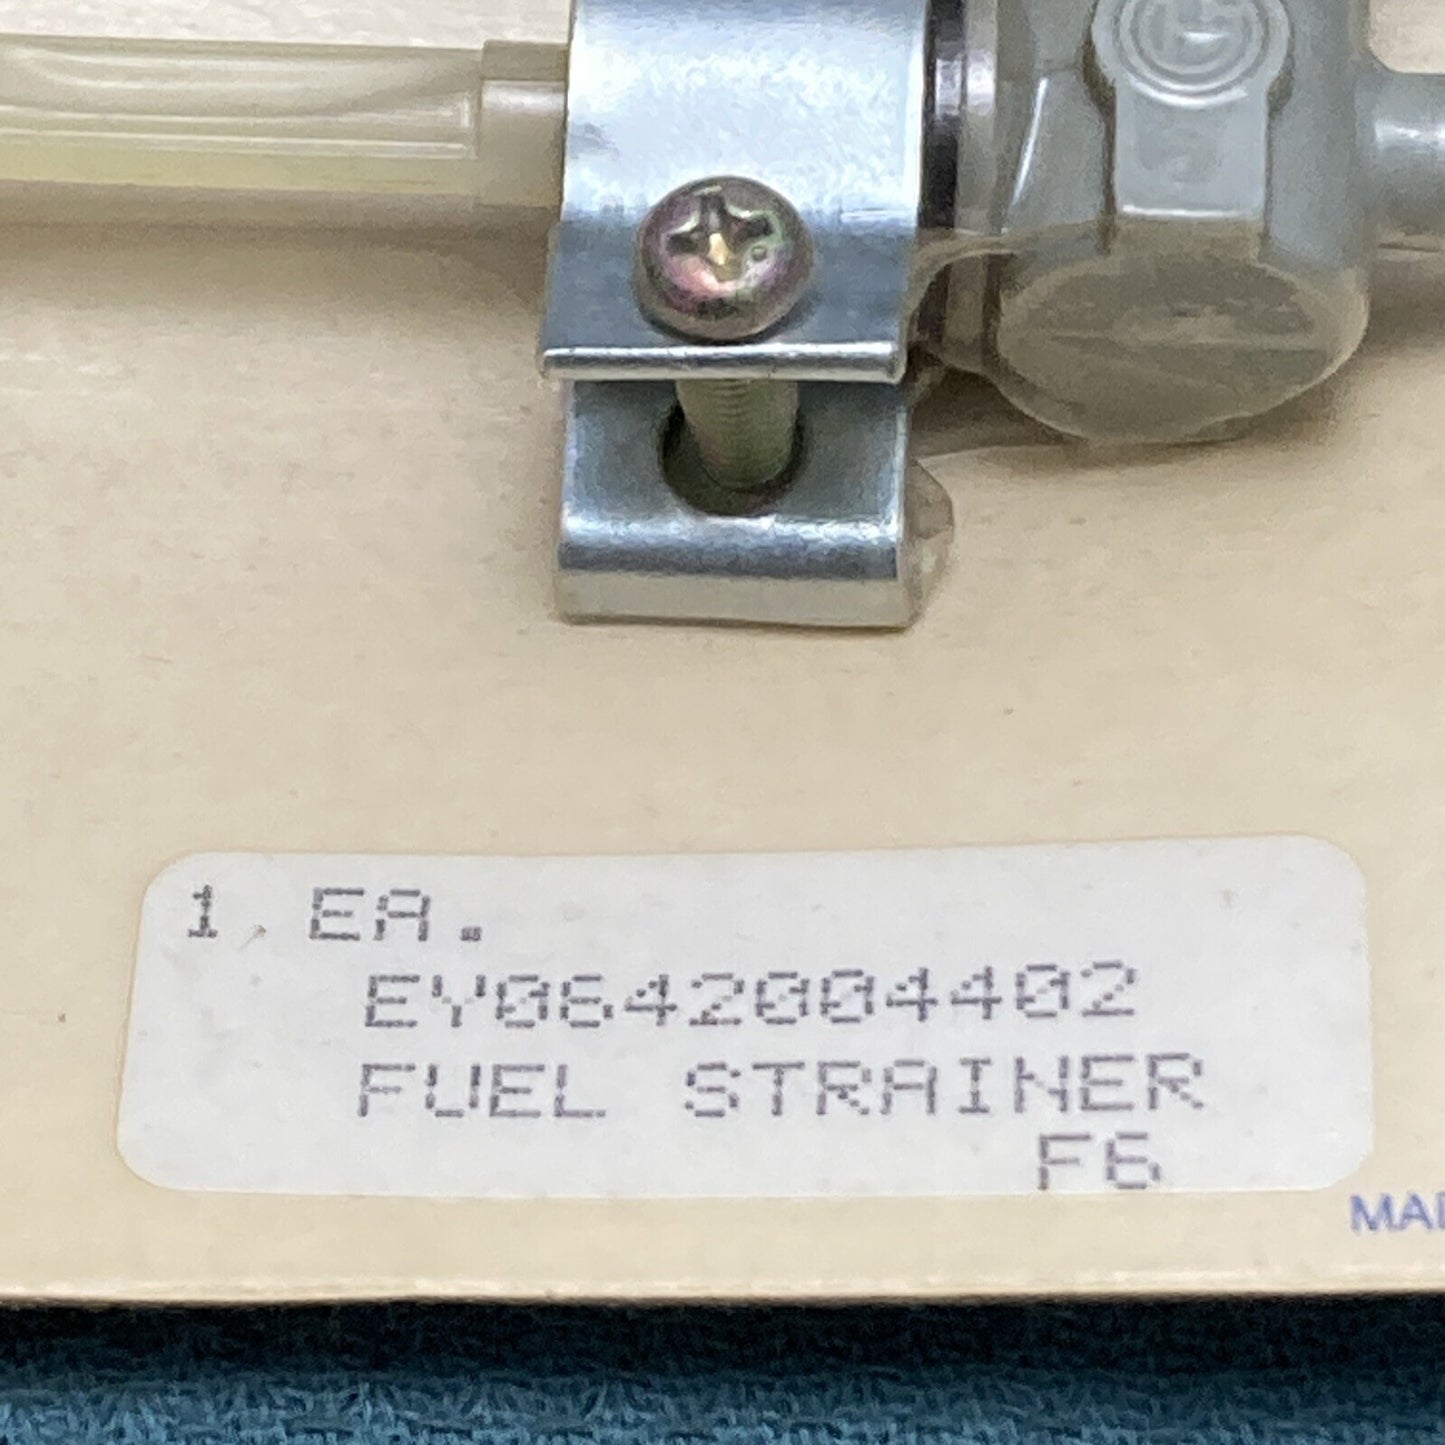 1 EA.
EY0642004402
FUEL STRAINER
F6